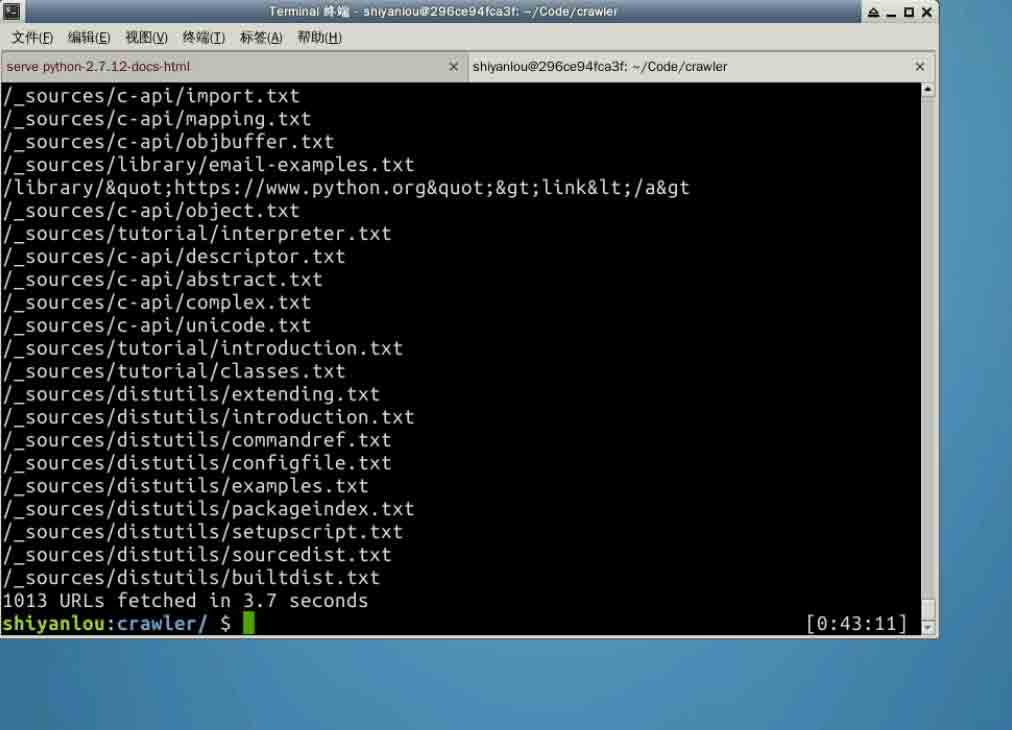 Terminal 终端 - shiyanlou@296ce94fca3f: ~/Code/crawler
文件(F) 编辑(E) 视图(V) 终端(T) 标签(A) 帮助(H)
serve python-2.7.12-docs-html
shiyanlou@296ce94fca3f: ~/Code/crawler
/_sources/c-api/import.txt
/_sources/c-api/mapping.txt
/_sources/c-api/objbuffer.txt
/_sources/library/email-examples.txt
/library/&quot;https://www.python.org&quot;&gt;link&lt;/a&gt
/_sources/c-api/object.txt
/_sources/tutorial/interpreter.txt
/_sources/c-api/descriptor.txt
/_sources/c-api/abstract.txt
/_sources/c-api/complex.txt
/_sources/c-api/unicode.txt
/_sources/tutorial/introduction.txt
/_sources/tutorial/classes.txt
/_sources/distutils/extending.txt
/_sources/distutils/introduction.txt
/_sources/distutils/commandref.txt
/_sources/distutils/configfile.txt
/_sources/distutils/examples.txt
/_sources/distutils/packageindex.txt
/_sources/distutils/setupscript.txt
/_sources/distutils/sourcedist.txt
/_sources/distutils/builtdist.txt
1013 URLs fetched in 3.7 seconds
shiyanlou:crawler/ $ [0:43:11]